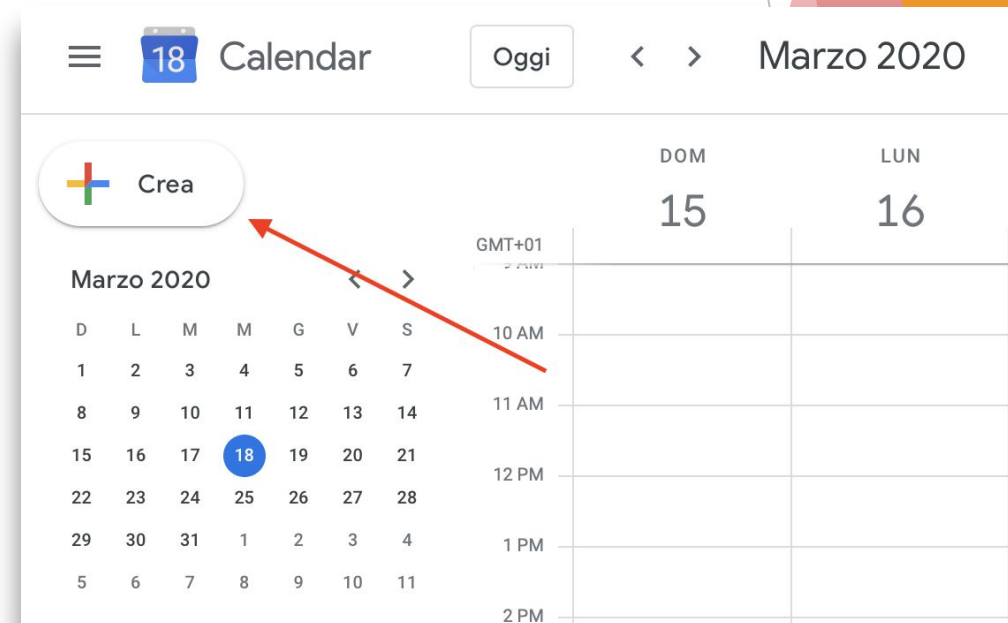 18 Calendar Oggi Marzo 2020
Crea
DOM LUN
15 16
GMT+01
Marzo 2020
D L M M G V S
1 2 3 4 5 6 7
8 9 10 11 12 13 14
15 16 17 18 19 20 21
22 23 24 25 26 27 28
29 30 31 1 2 3 4
5 6 7 8 9 10 11
9 AM
10 AM
11 AM
12 PM
1 PM
2 PM